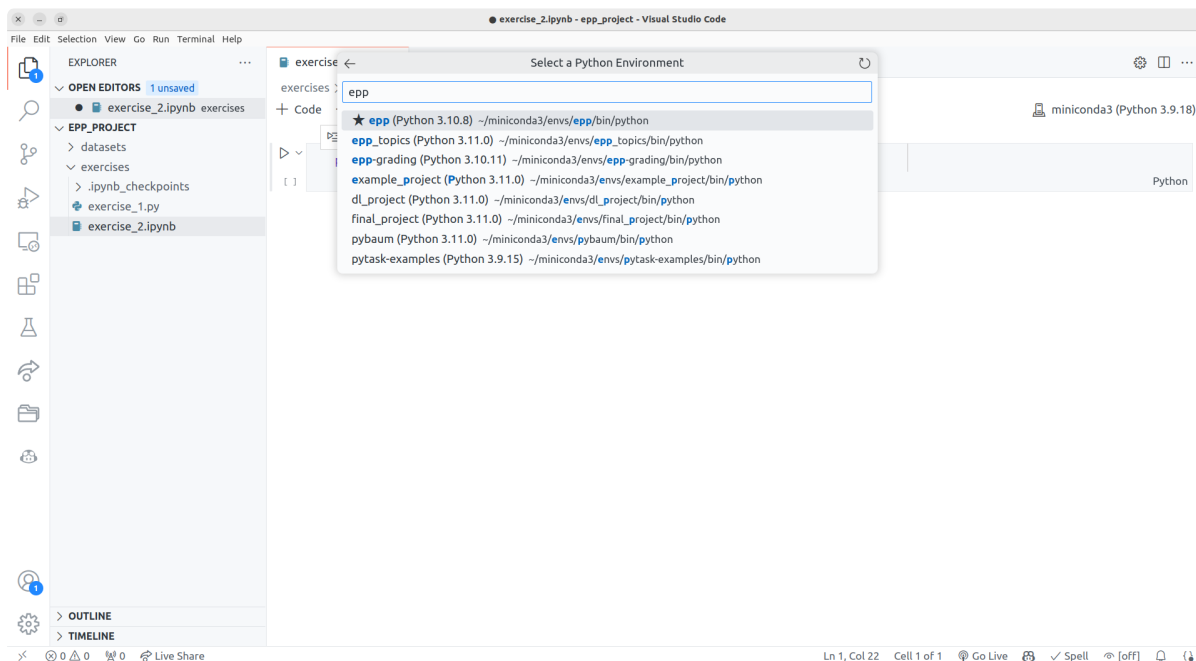 ● exercise_2.ipynb - epp_project - Visual Studio Code
File Edit Selection View Go Run Terminal Help
EXPLORER ···
OPEN EDITORS 1 unsaved
● exercise_2.ipynb exercises
EPP_PROJECT
datasets
exercises
.ipynb_checkpoints
exercise_1.py
exercise_2.ipynb
OUTLINE
TIMELINE
1
1
exercises
+ Code
[ ]
Select a Python Environment
epp
★ epp (Python 3.10.8) ~/miniconda3/envs/epp/bin/python
epp_topics (Python 3.11.0) ~/miniconda3/envs/epp_topics/bin/python
epp-grading (Python 3.10.11) ~/miniconda3/envs/epp-grading/bin/python
example_project (Python 3.11.0) ~/miniconda3/envs/example_project/bin/python
dl_project (Python 3.11.0) ~/miniconda3/envs/dl_project/bin/python
final_project (Python 3.11.0) ~/miniconda3/envs/final_project/bin/python
pybaum (Python 3.11.0) ~/miniconda3/envs/pybaum/bin/python
pytask-examples (Python 3.9.15) ~/miniconda3/envs/pytask-examples/bin/python
miniconda3 (Python 3.9.18)
Python
0 0 0 Live Share
Ln 1, Col 22 Cell 1 of 1 Go Live Spell [off]